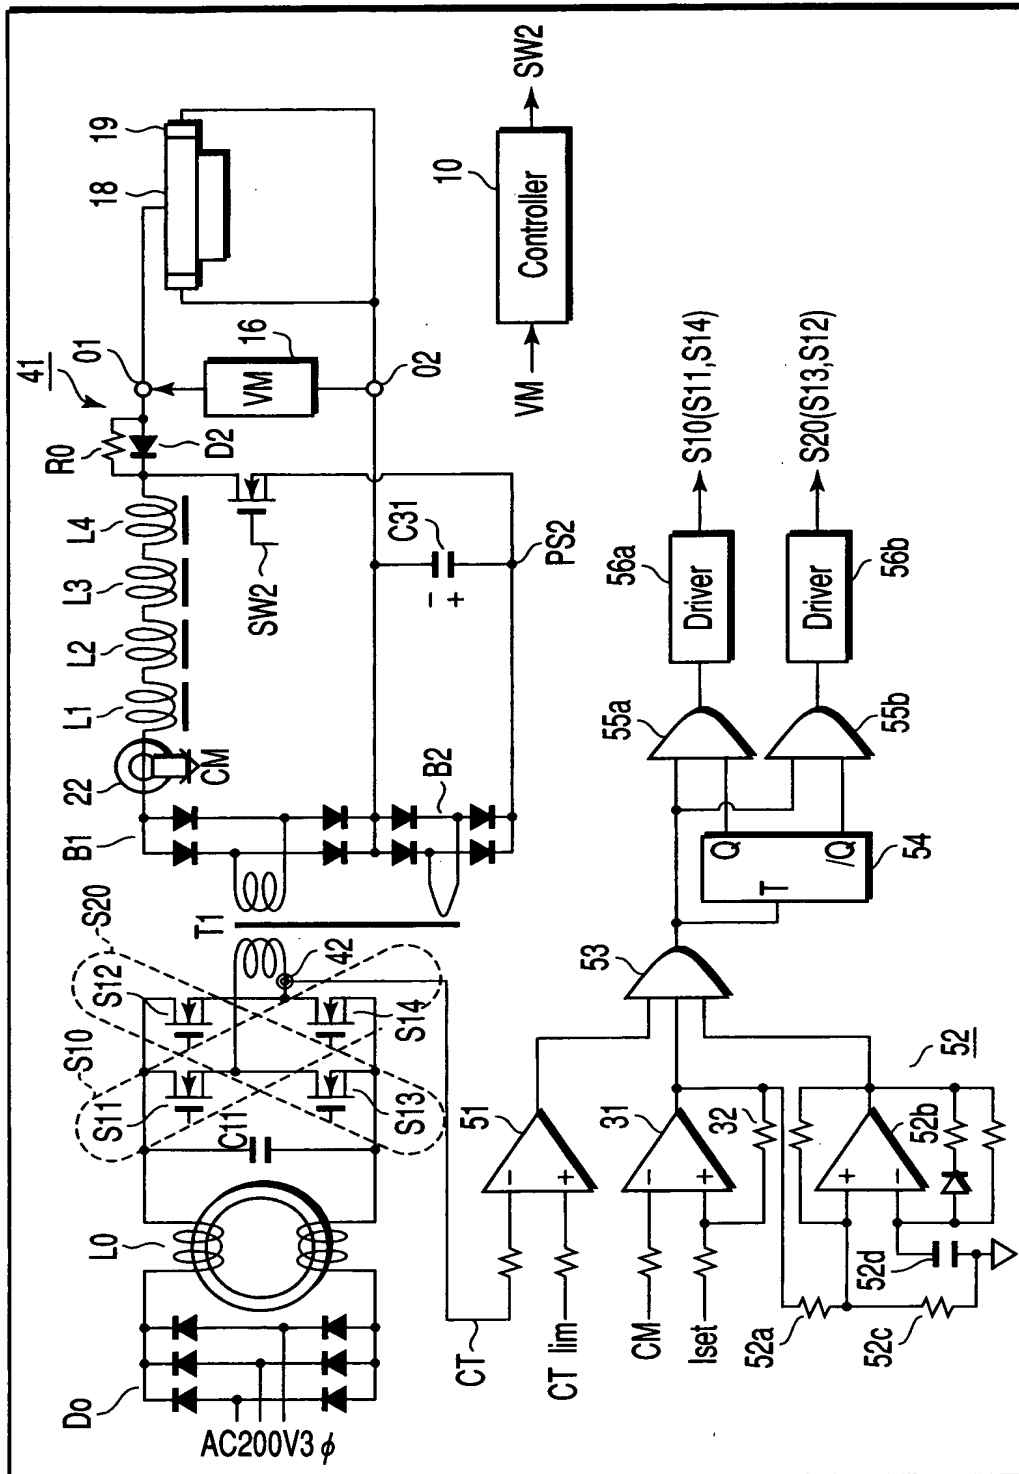 AC200V3 ϕ
Do
L0
C11
S10
S11
S12
S13
S14
S20
T1
42
B1
B2
22
CM
L1
L2
L3
L4
R0
D2
41
01
02
VM
16
18
19
SW2
C31
−
+
PS2
VM
Controller
10
SW2
CT
CT lim
−
+
51
CM
Iset
−
+
31
32
52
52a
52b
52c
52d
+
−
53
T
Q
/Q
54
55a
55b
Driver
56a
Driver
56b
S10(S11,S14)
S20(S13,S12)